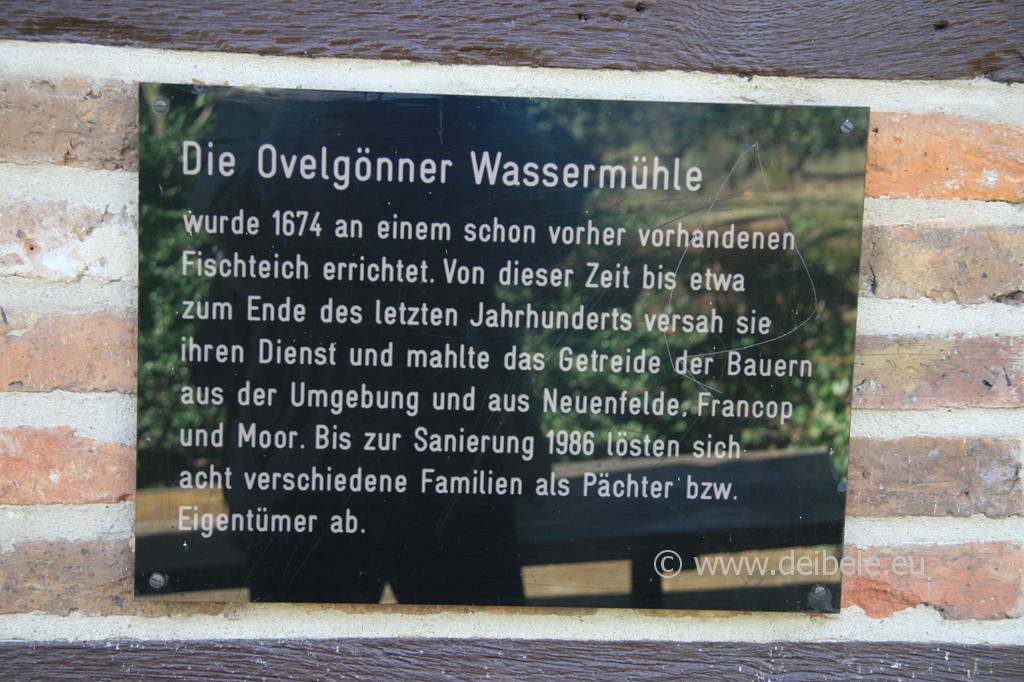 Die Ovelgönner Wassermühle
wurde 1674 an einem schon vorher vorhandenen
Fischteich errichtet. Von dieser Zeit bis etwa
zum Ende des letzten Jahrhunderts versah sie
ihren Dienst und mahlte das Getreide der Bauern
aus der Umgebung und aus Neuenfelde, Francop
und Moor. Bis zur Sanierung 1986 lösten sich
acht verschiedene Familien als Pächter bzw.
Eigentümer ab.
© www.deibele.eu